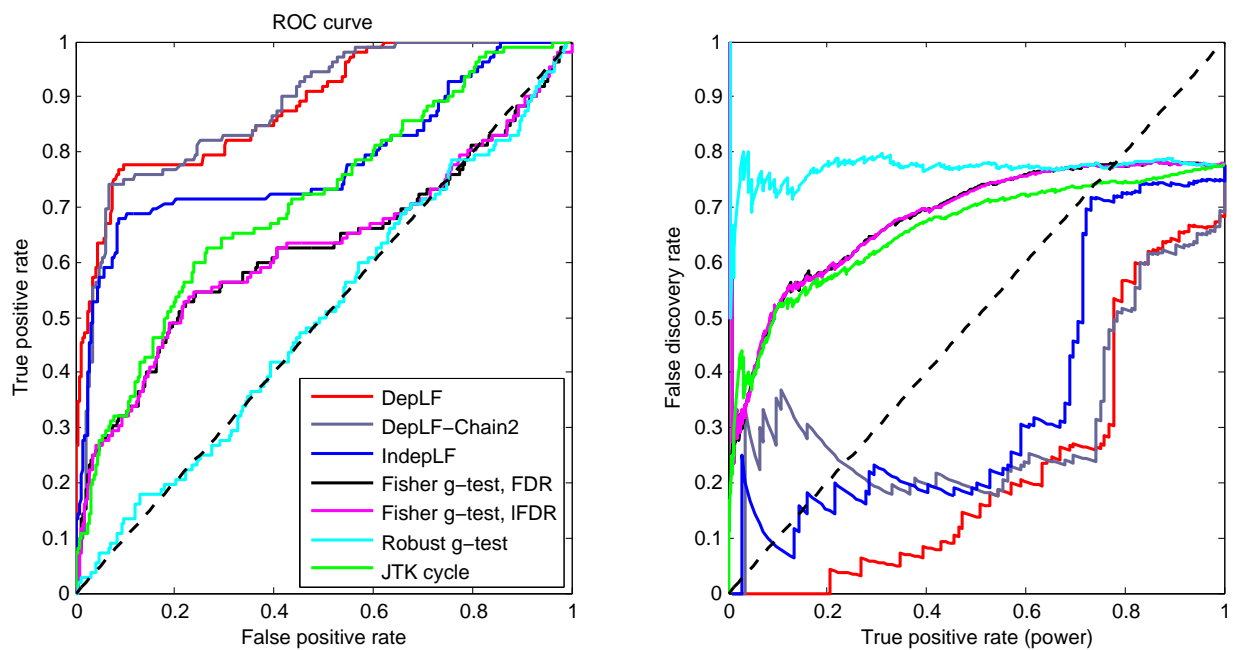 ROC curve
1
0.9
0.8
0.7
0.6
0.5
0.4
0.3
0.2
0.1
0
True positive rate
0 0.2 0.4 0.6 0.8 1
False positive rate
DepLF
DepLF−Chain2
IndepLF
Fisher g−test, FDR
Fisher g−test, lFDR
Robust g−test
JTK cycle
1
0.9
0.8
0.7
0.6
0.5
0.4
0.3
0.2
0.1
0
False discovery rate
0 0.2 0.4 0.6 0.8 1
True positive rate (power)